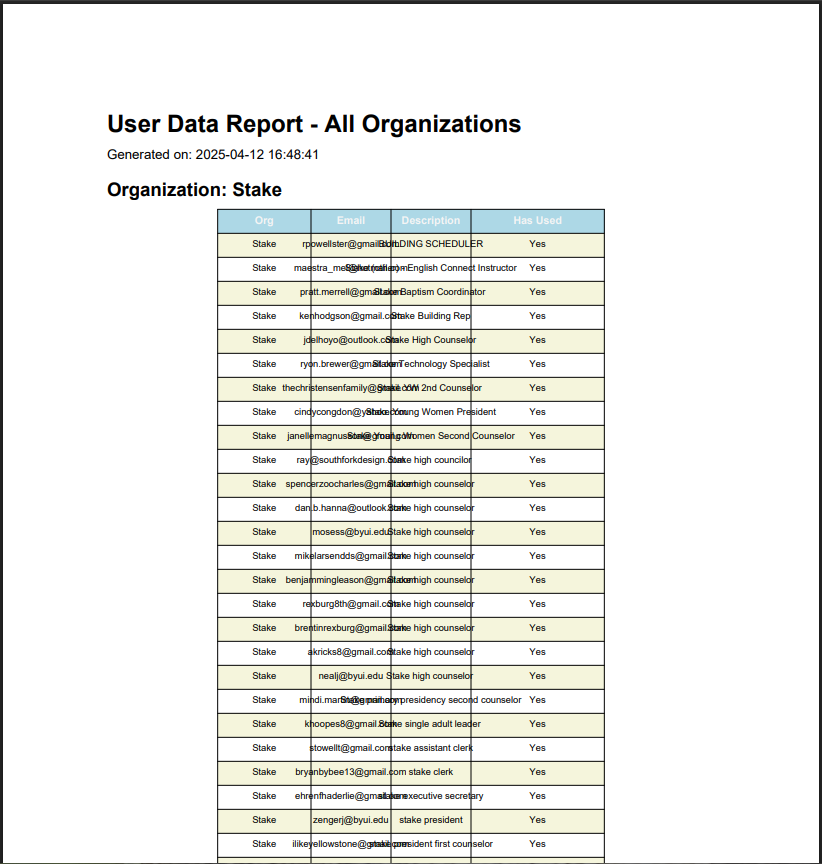 User Data Report - All Organizations
Generated on: 2025-04-12 16:48:41
Organization: Stake
Org Email Description Has Used
Stake rpowellster@gmail.com BUILDING SCHEDULER Yes
Stake English Connect Instructor Yes
Stake pratt.merrell@gmail.com Stake Baptism Coordinator Yes
Stake kenhodgson@gmail.com Stake Building Rep Yes
Stake jdelhoyo@outlook.com Stake High Counselor Yes
Stake ryon.brewer@gmail.com Stake Technology Specialist Yes
Stake thechristensenfamily@gmail.com Stake YW 2nd Counselor Yes
Stake cindycongdon@yahoo.com Stake Young Women President Yes
Stake Stake Young Women Second Counselor Yes
Stake ray@southforkdesign.com Stake high councilor Yes
Stake spencerzoocharles@gmail.com Stake high counselor Yes
Stake dan.b.hanna@outlook.com Stake high counselor Yes
Stake mosess@byui.edu Stake high counselor Yes
Stake mikelarsendds@gmail.com Stake high counselor Yes
Stake benjammingleason@gmail.com Stake high counselor Yes
Stake rexburg8th@gmail.com Stake high counselor Yes
Stake brentinrexburg@gmail.com Stake high counselor Yes
Stake akricks8@gmail.com Stake high counselor Yes
Stake nealj@byui.edu Stake high counselor Yes
Stake Stake primary presidency second counselor Yes
Stake khoopes8@gmail.com Stake single adult leader Yes
Stake stowellt@gmail.com stake assistant clerk Yes
Stake bryanbybee13@gmail.com stake clerk Yes
Stake ehrenfhaderlie@gmail.com stake executive secretary Yes
Stake zengerj@byui.edu stake president Yes
Stake ilikeyellowstone@gmail.com stake president first counselor Yes